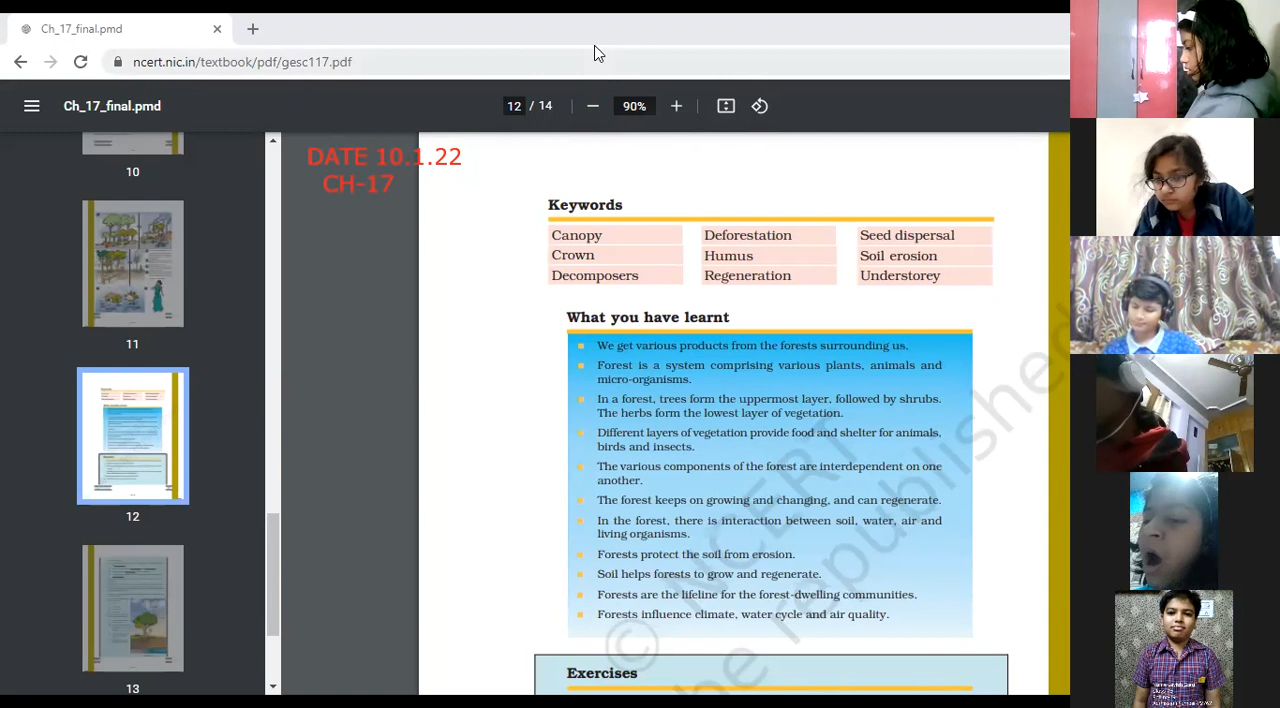 Ch_17_final.pmd
ncert.nic.in/textbook/pdf/gesc117.pdf
Ch_17_final.pmd
12 / 14
90%
DATE 10.1.22
CH-17
10
11
12
13
Keywords
Canopy Deforestation Seed dispersal
Crown Humus Soil erosion
Decomposers Regeneration Understorey
What you have learnt
We get various products from the forests surrounding us.
Forest is a system comprising various plants, animals and
micro-organisms.
In a forest, trees form the uppermost layer, followed by shrubs.
The herbs form the lowest layer of vegetation.
Different layers of vegetation provide food and shelter for animals,
birds and insects.
The various components of the forest are interdependent on one
another.
The forest keeps on growing and changing, and can regenerate.
In the forest, there is interaction between soil, water, air and
living organisms.
Forests protect the soil from erosion.
Soil helps forests to grow and regenerate.
Forests are the lifeline for the forest-dwelling communities.
Forests influence climate, water cycle and air quality.
Exercises
© NCERT
be republished